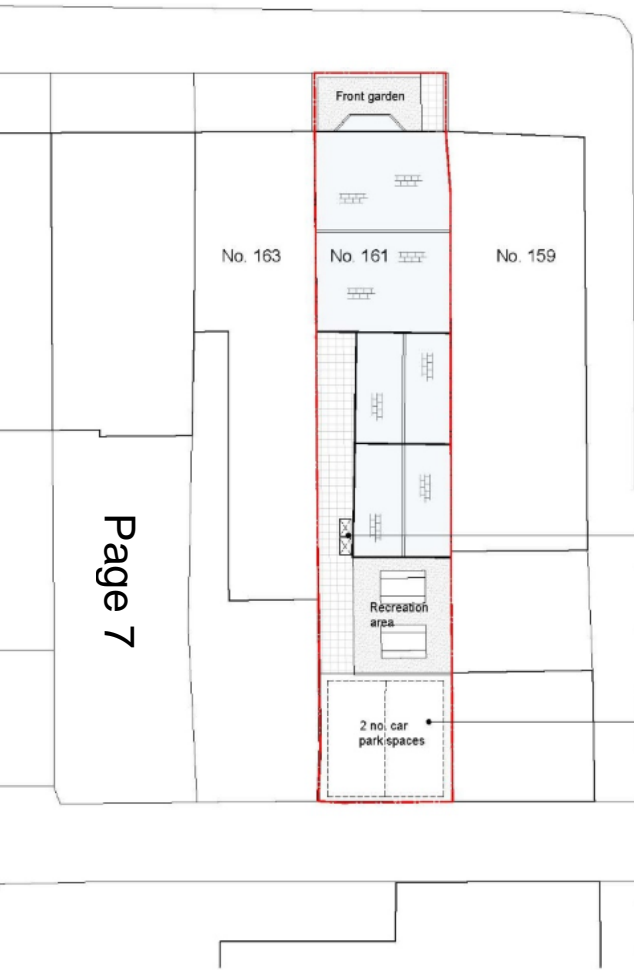 Front garden
No. 163
No. 161
No. 159
Page 7
Recreation
area
2 no. car
park spaces